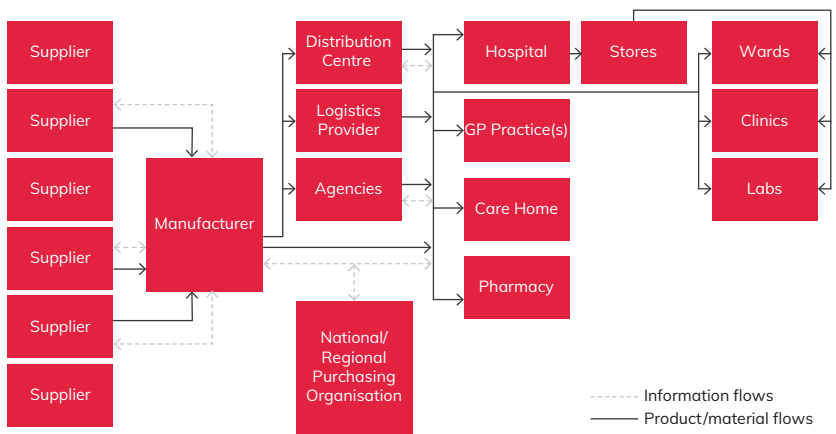 Supplier
Supplier
Supplier
Supplier
Supplier
Supplier
Manufacturer
Distribution
Centre
Logistics
Provider
Agencies
National/
Regional
Purchasing
Organisation
Hospital
GP Practice(s)
Care Home
Pharmacy
Stores
Wards
Clinics
Labs
Information flows
Product/material flows